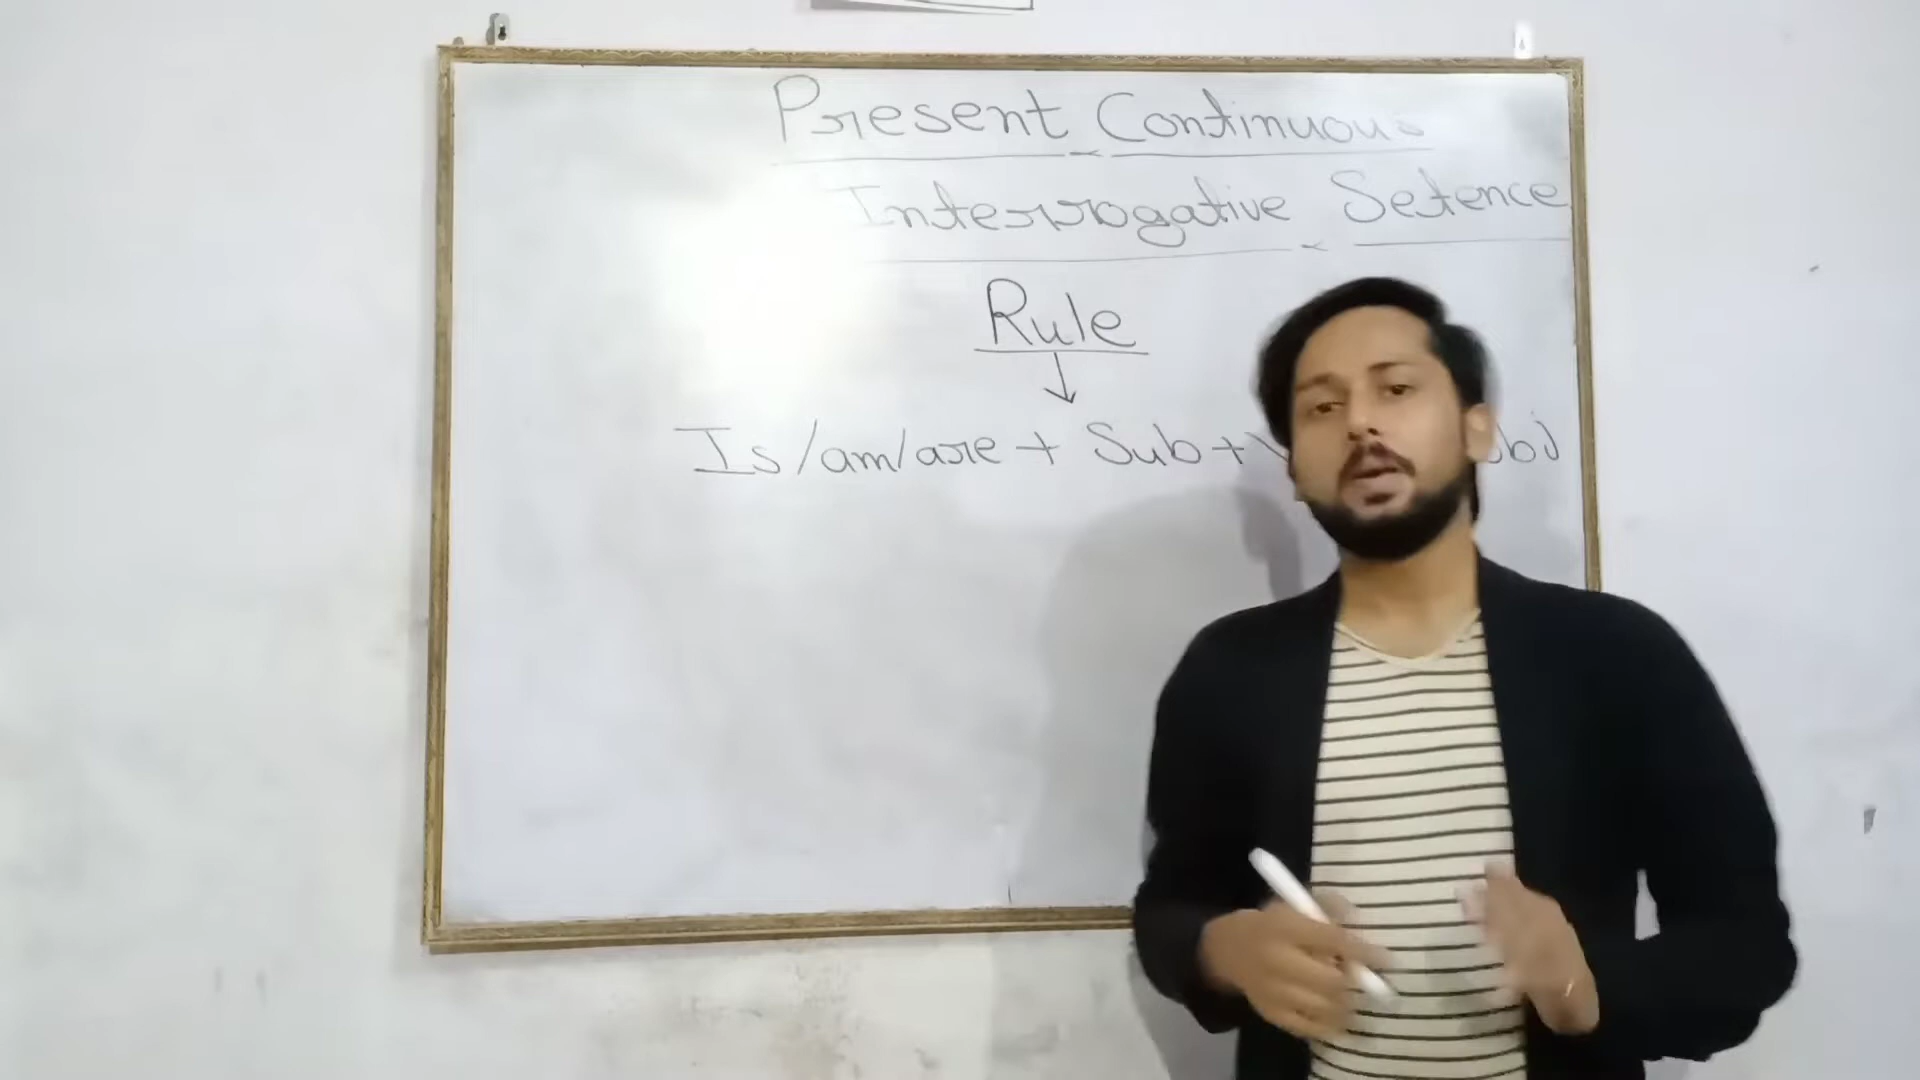 Present Continuous
Interrogative Setence
Rule
Is/am/are + Sub +